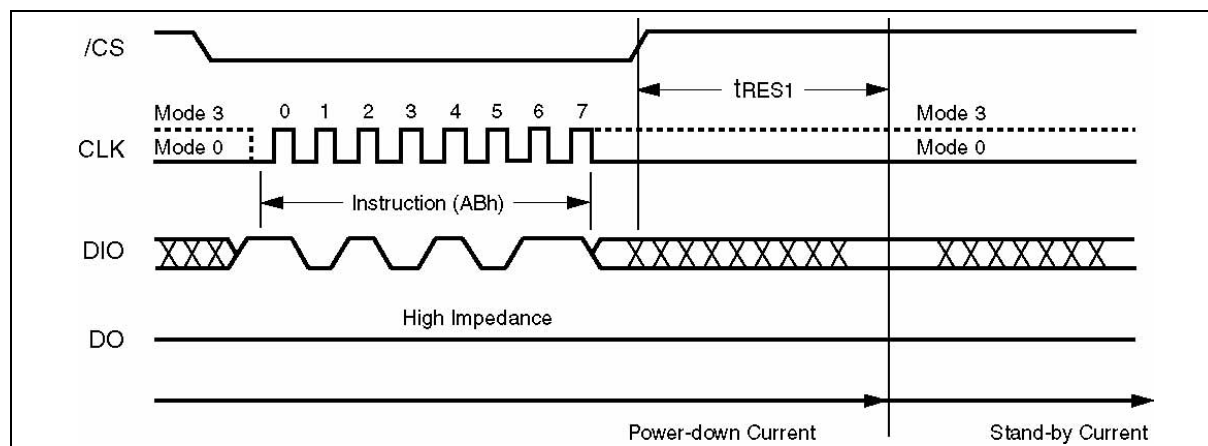 /CS
tRES1
Mode 3
0 1 2 3 4 5 6 7
Mode 3
CLK
Mode 0
Mode 0
Instruction (ABh)
DIO
High Impedance
DO
Power-down Current
Stand-by Current